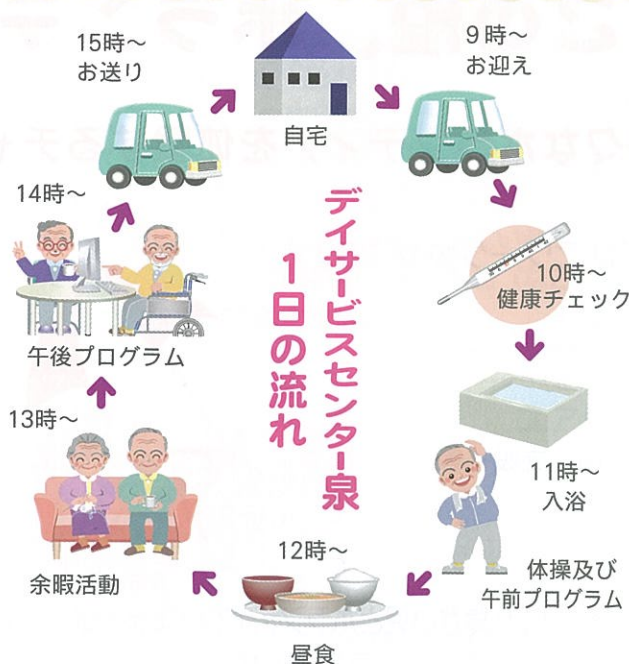 デイサービスセンター泉
1日の流れ
自宅
9時～
お迎え
10時～
健康チェック
11時～
入浴
体操及び
午前プログラム
12時～
昼食
13時～
余暇活動
14時～
午後プログラム
15時～
お送り